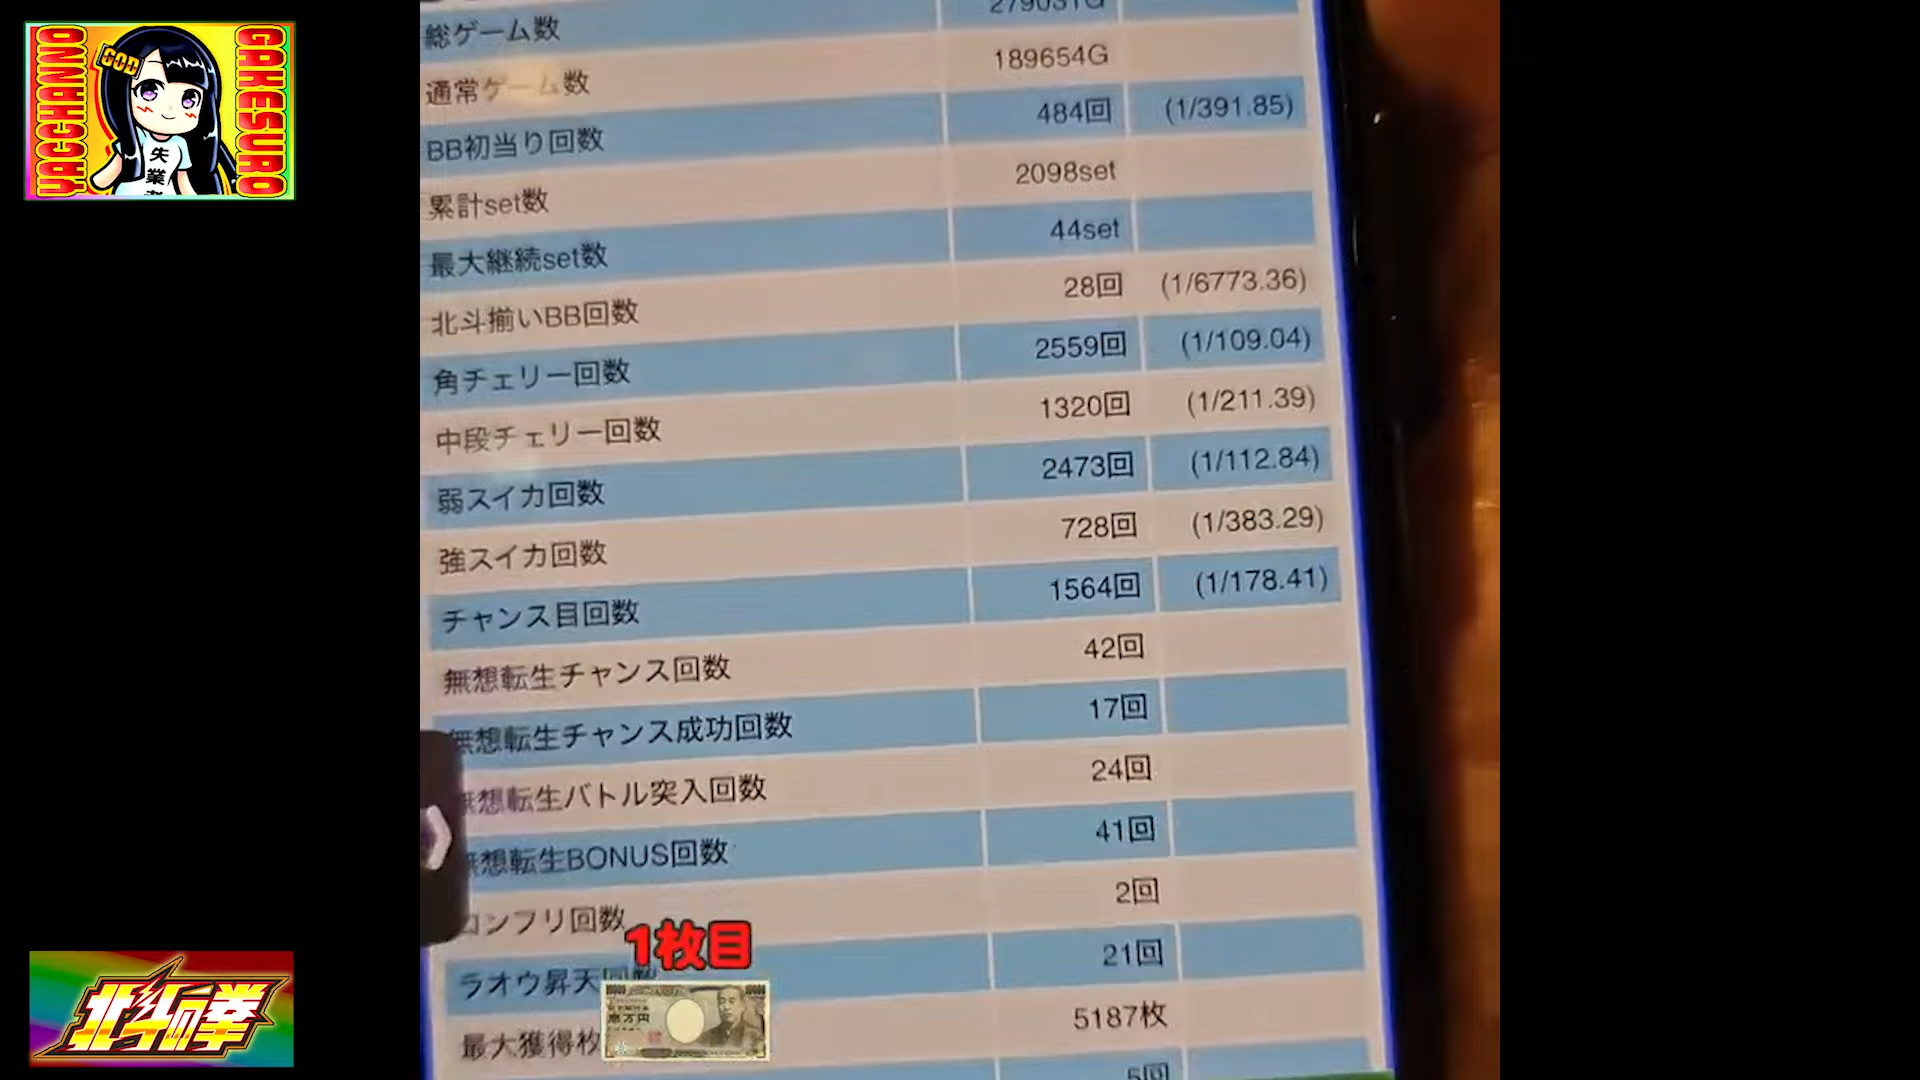 YACCHANNO
GOD
GAKESURO
失業
総ゲーム数 279031G
通常ゲーム数 189654G
BB初当り回数 484回 (1/391.85)
累計set数 2098set
最大継続set数 44set
北斗揃いBB回数 28回 (1/6773.36)
角チェリー回数 2559回 (1/109.04)
中段チェリー回数 1320回 (1/211.39)
弱スイカ回数 2473回 (1/112.84)
強スイカ回数 728回 (1/383.29)
チャンス目回数 1564回 (1/178.41)
無想転生チャンス回数 42回
無想転生チャンス成功回数 17回
無想転生バトル突入回数 24回
無想転生BONUS回数 41回
コンフリ回数 2回
ラオウ昇天回数 21回
最大獲得枚 5187枚
5回
1枚目
壱万円
北斗の拳